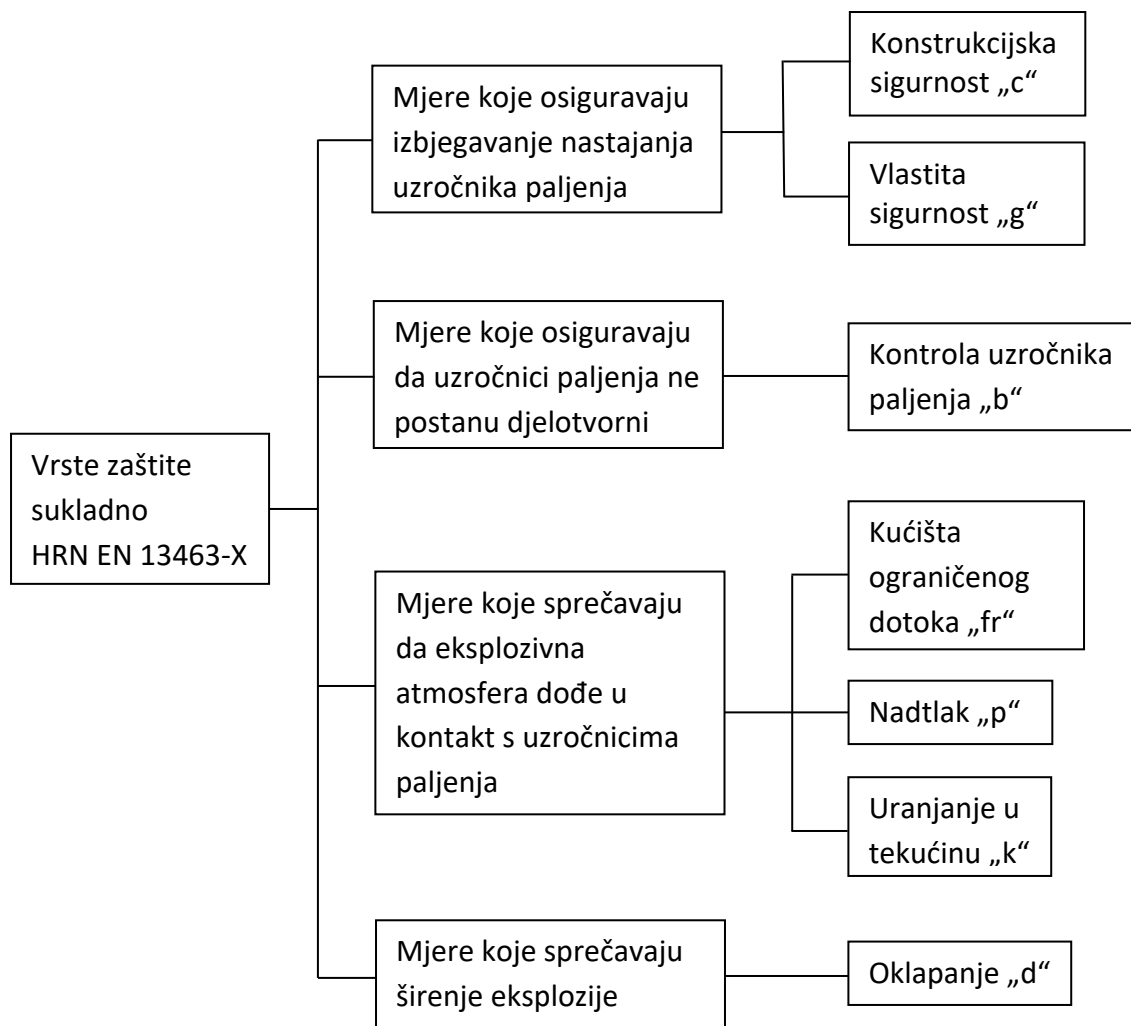 Vrste zaštite
sukladno
HRN EN 13463-X
Mjere koje osiguravaju
izbjegavanje nastajanja
uzročnika paljenja
Konstrukcijska
sigurnost „c“
Vlastita
sigurnost „g“
Mjere koje osiguravaju
da uzročnici paljenja ne
postanu djelotvorni
Kontrola uzročnika
paljenja „b“
Mjere koje sprečavaju
da eksplozivna
atmosfera dođe u
kontakt s uzročnicima
paljenja
Kućišta
ograničenog
dotoka „fr“
Nadtlak „p“
Uranjanje u
tekućinu „k“
Mjere koje sprečavaju
širenje eksplozije
Oklapanje „d“